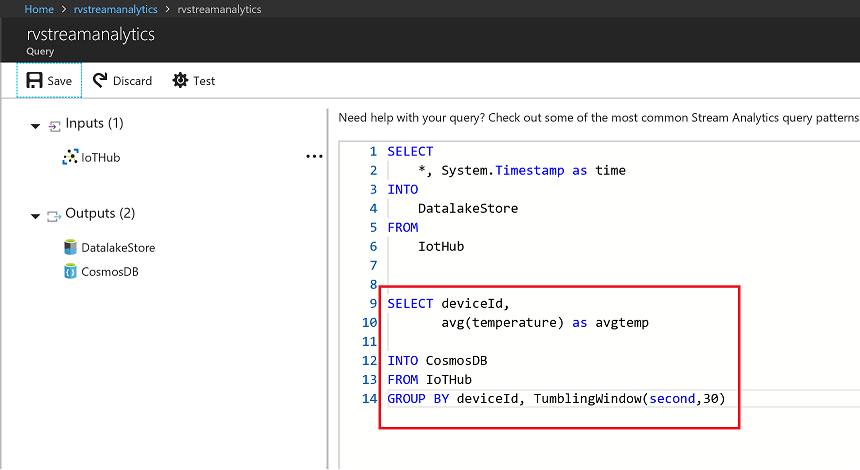 Home > rvstreamanalytics > rvstreamanalytics
rvstreamanalytics
Query
Save Discard Test
Inputs (1)
IoTHub ...
Outputs (2)
DatalakeStore
CosmosDB
Need help with your query? Check out some of the most common Stream Analytics query patterns
1 SELECT
2 *, System.Timestamp as time
3 INTO
4 DatalakeStore
5 FROM
6 IotHub
7
8
9 SELECT deviceId,
10 avg(temperature) as avgtemp
11
12 INTO CosmosDB
13 FROM IoTHub
14 GROUP BY deviceId, TumblingWindow(second,30)